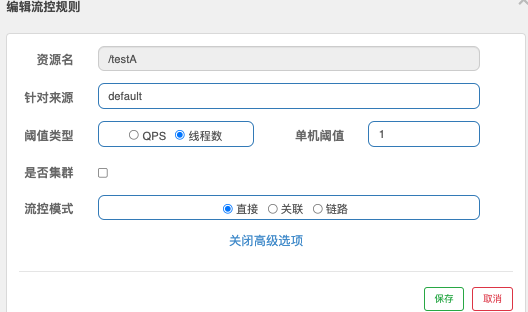 编辑流控规则
资源名 /testA
针对来源 default
阈值类型 QPS 线程数 单机阈值 1
是否集群
流控模式 直接 关联 链路
关闭高级选项
保存 取消